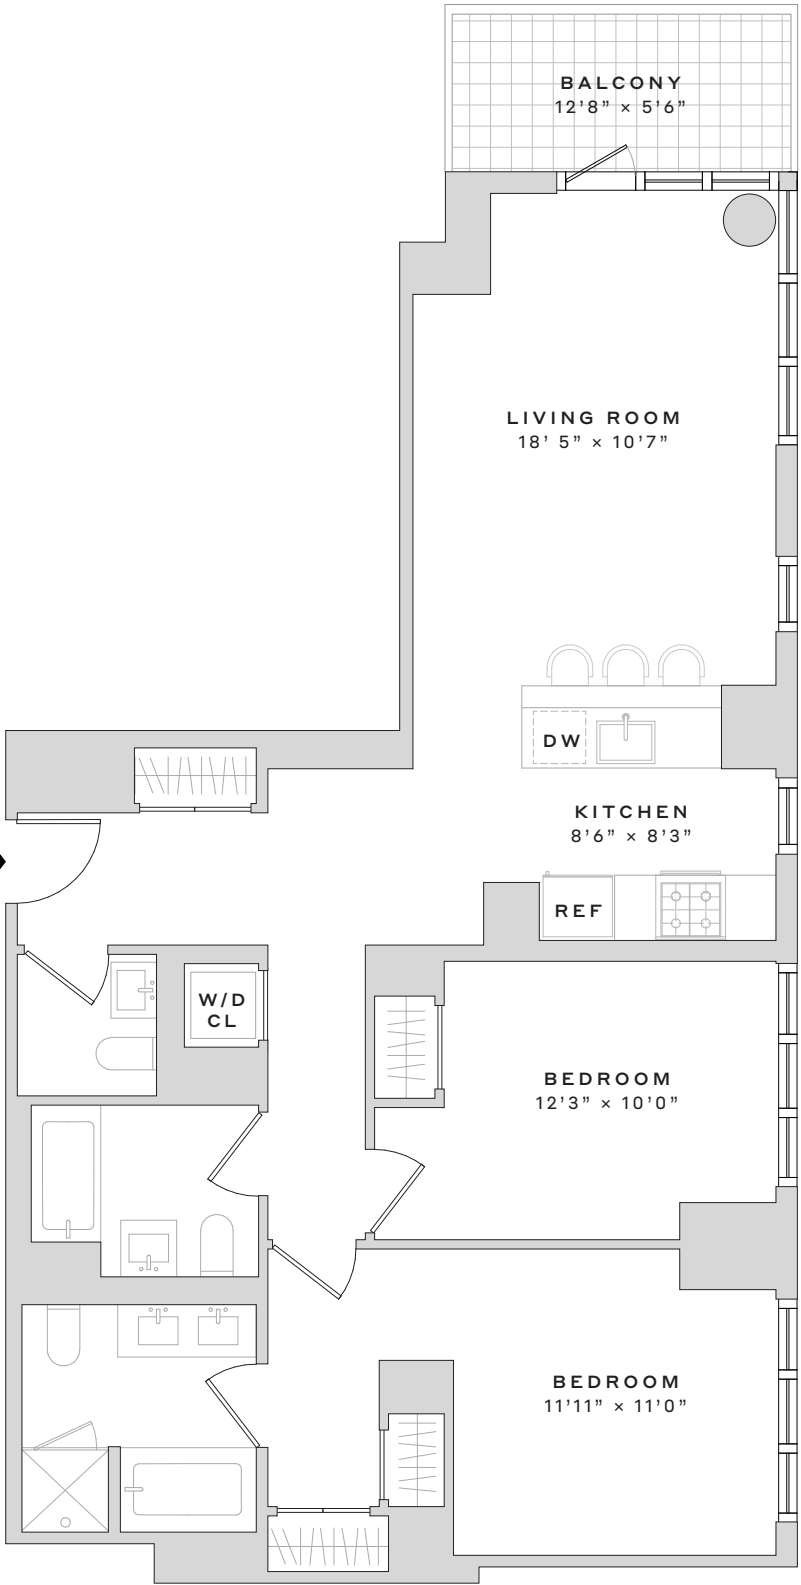 BALCONY
12’8” × 5’6”
LIVING ROOM
18’ 5” × 10’7”
DW
KITCHEN
8’6” × 8’3”
REF
W/D
CL
BEDROOM
12’3” × 10’0”
BEDROOM
11’11” × 11’0”